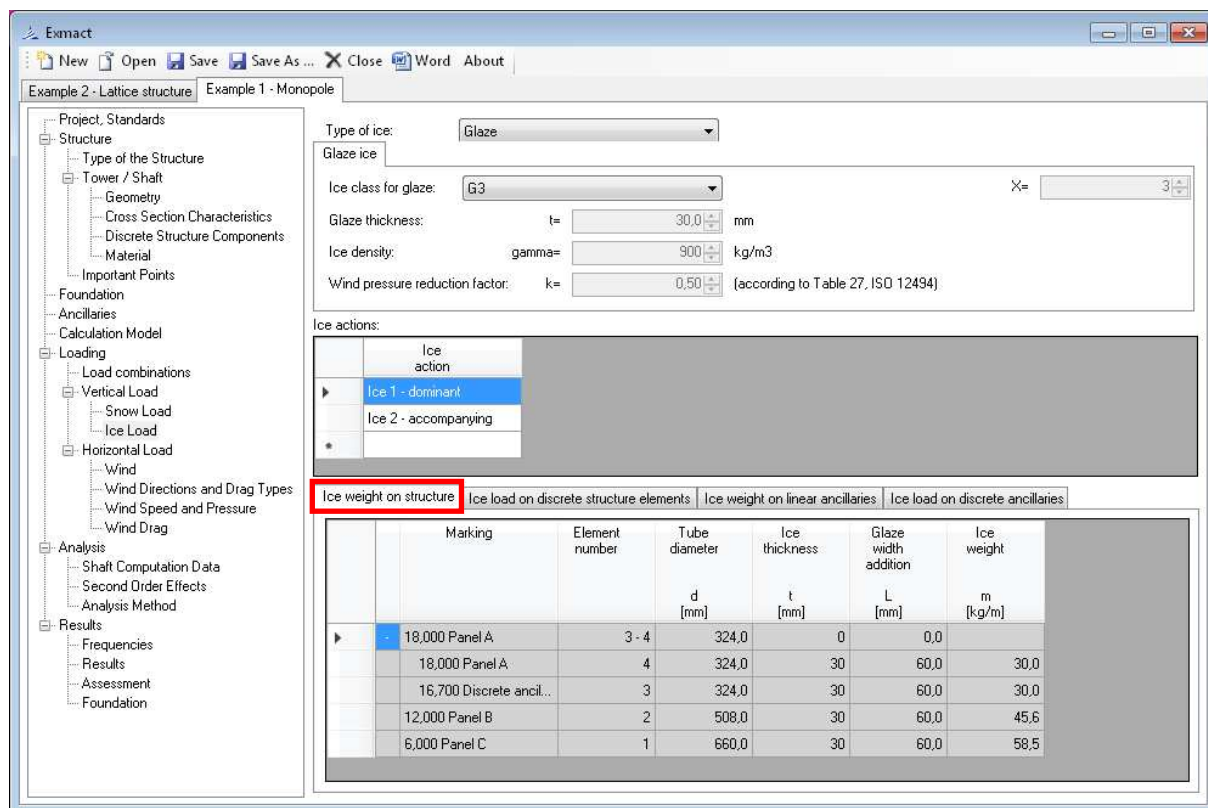 Exmact
New Open Save Save As ... Close Word About
Example 2 - Lattice structure Example 1 - Monopole
Project, Standards
Structure
Type of the Structure
Tower / Shaft
Geometry
Cross Section Characteristics
Discrete Structure Components
Material
Important Points
Foundation
Ancillaries
Calculation Model
Loading
Load combinations
Vertical Load
Snow Load
Ice Load
Horizontal Load
Wind
Wind Directions and Drag Types
Wind Speed and Pressure
Wind Drag
Analysis
Shaft Computation Data
Second Order Effects
Analysis Method
Results
Frequencies
Results
Assessment
Foundation
Type of ice: Glaze
Glaze ice
Ice class for glaze: G3 X= 3
Glaze thickness: t= 30,0 mm
Ice density: gamma= 900 kg/m3
Wind pressure reduction factor: k= 0,50 (according to Table 27, ISO 12494)
Ice actions:
Ice
action
Ice 1 - dominant
Ice 2 - accompanying
Ice weight on structure Ice load on discrete structure elements Ice weight on linear ancillaries Ice load on discrete ancillaries
Marking Element Tube Ice Glaze Ice
number diameter thickness width weight
addition
d t L m
[mm] [mm] [mm] [kg/m]
- 18,000 Panel A 3 - 4 324,0 0 0,0
18,000 Panel A 4 324,0 30 60,0 30,0
16,700 Discrete ancil... 3 324,0 30 60,0 30,0
12,000 Panel B 2 508,0 30 60,0 45,6
6,000 Panel C 1 660,0 30 60,0 58,5